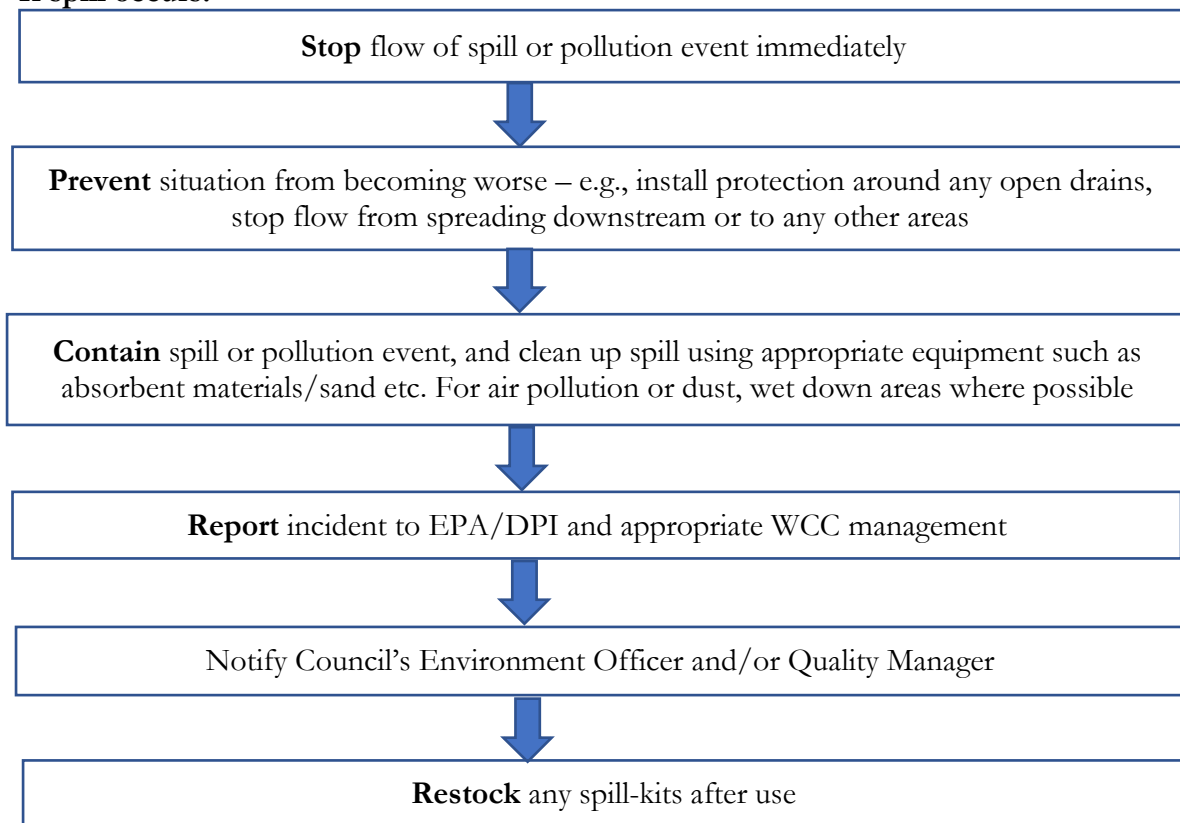 spill occurs:
Stop flow of spill or pollution event immediately
Prevent situation from becoming worse – e.g., install protection around any open drains,
stop flow from spreading downstream or to any other areas
Contain spill or pollution event, and clean up spill using appropriate equipment such as
absorbent materials/sand etc. For air pollution or dust, wet down areas where possible
Report incident to EPA/DPI and appropriate WCC management
Notify Council’s Environment Officer and/or Quality Manager
Restock any spill-kits after use